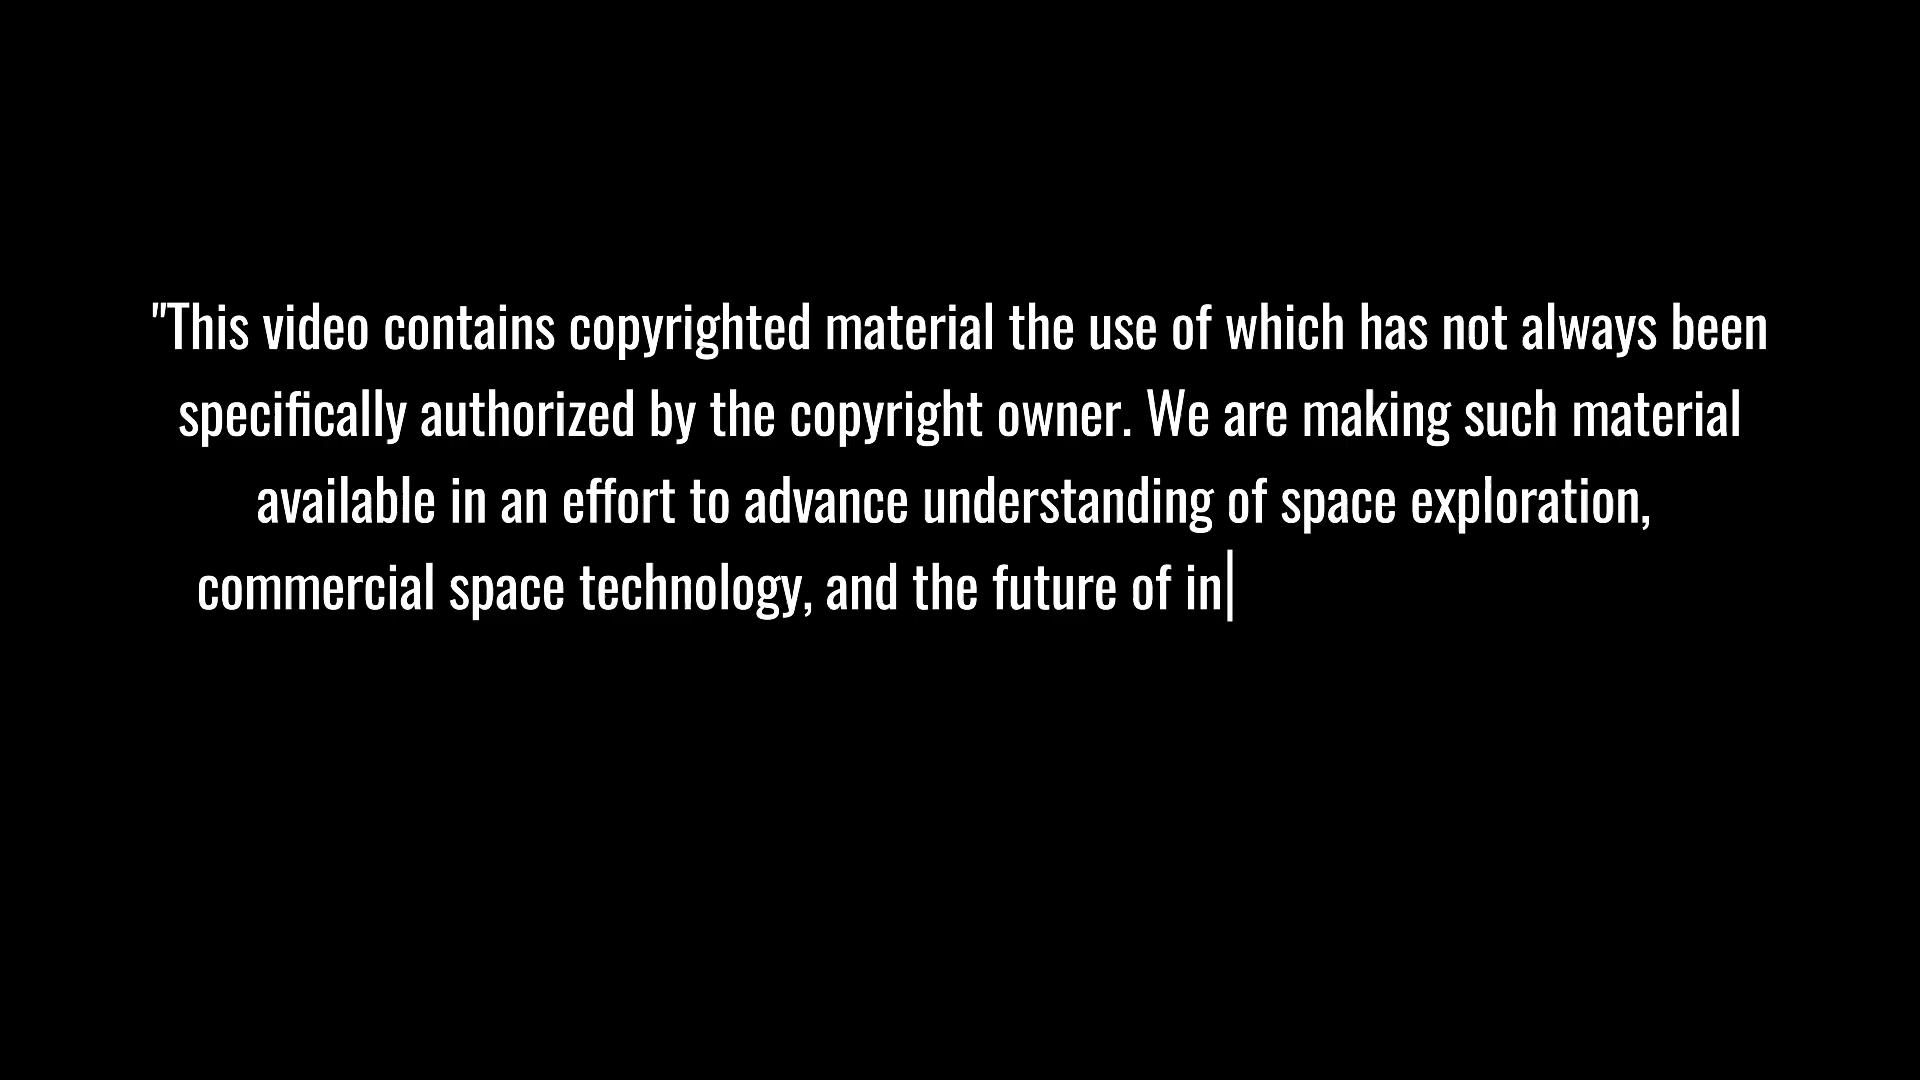 "This video contains copyrighted material the use of which has not always been
specifically authorized by the copyright owner. We are making such material
available in an effort to advance understanding of space exploration,
commercial space technology, and the future of in